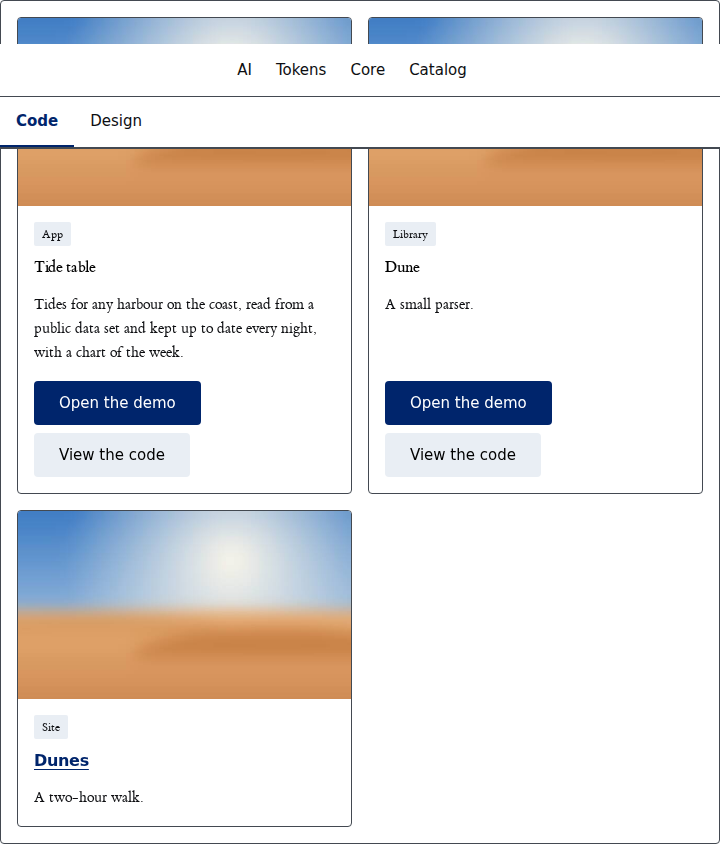 AI Tokens Core Catalog
Code Design
App
Tide table
Tides for any harbour on the coast, read from a
public data set and kept up to date every night,
with a chart of the week.
Open the demo
View the code
Library
Dune
A small parser.
Open the demo
View the code
Site
Dunes
A two-hour walk.